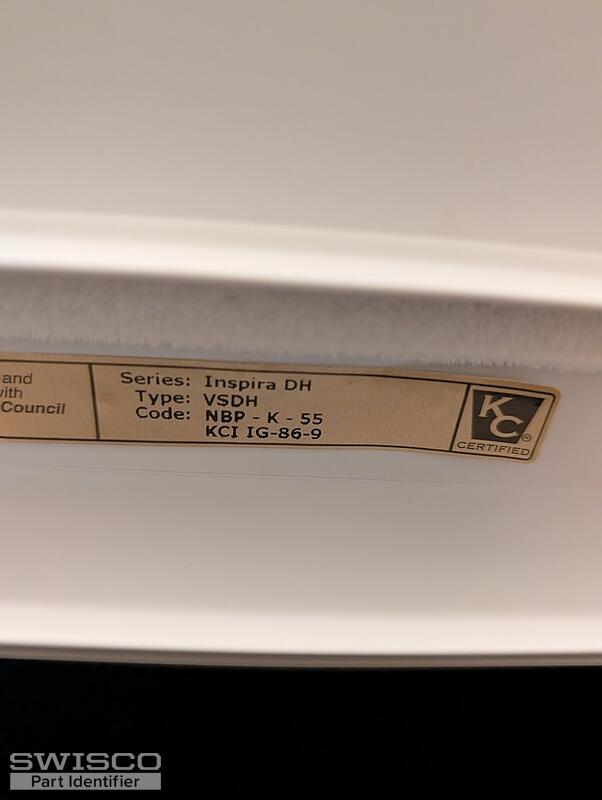 and
with
Council
Series: Inspira DH
Type: VSDH
Code: NBP - K - 55
KCI IG-86-9
KC ®
CERTIFIED
SWISCO
Part Identifier